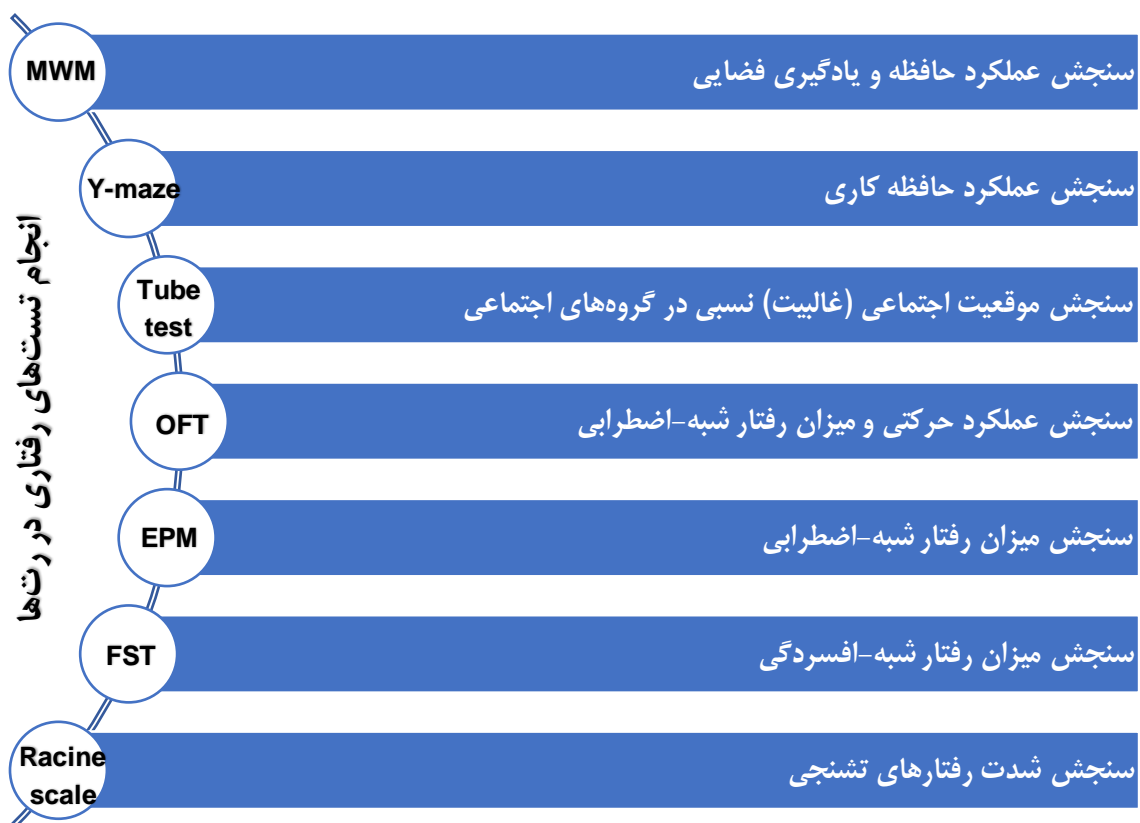 انجام تست‌های رفتاری در رت‌ها
MWM
سنجش عملکرد حافظه و یادگیری فضایی
Y-maze
سنجش عملکرد حافظه کاری
Tube
test
سنجش موقعیت اجتماعی (غالبیت) نسبی در گروه‌های اجتماعی
OFT
سنجش عملکرد حرکتی و میزان رفتار شبه-اضطرابی
EPM
سنجش میزان رفتار شبه-اضطرابی
FST
سنجش میزان رفتار شبه-افسردگی
Racine
scale
سنجش شدت رفتارهای تشنجی